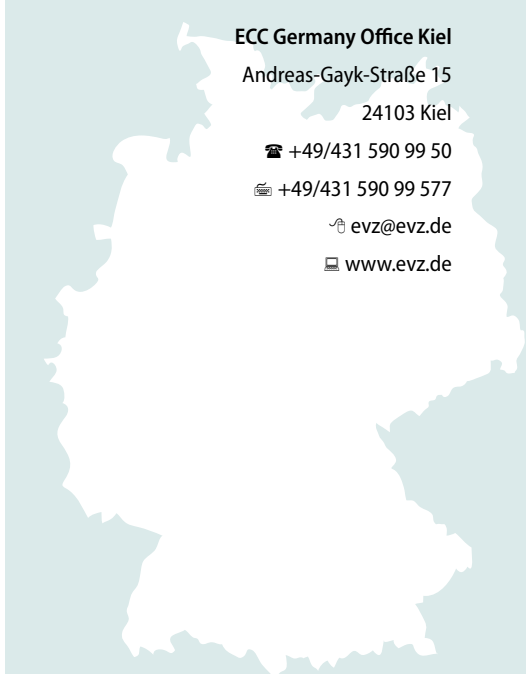 ECC Germany Office Kiel
Andreas-Gayk-Straße 15
24103 Kiel
☎ +49/431 590 99 50
+49/431 590 99 577
evz@evz.de
www.evz.de